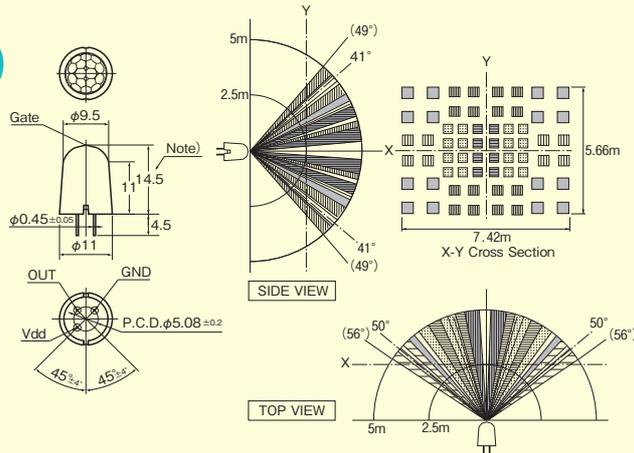 Gate
φ9.5
Note)
11
14.5
φ0.45±0.05
4.5
φ11
OUT
GND
Vdd
P.C.D.φ5.08 ±0.2
45°±4°
45°±4°
Y
5m
2.5m
(49°)
41°
41°
(49°)
SIDE VIEW
Y
X
5.66m
7.42m
X-Y Cross Section
(56°)
50°
50°
(56°)
X
5m
2.5m
TOP VIEW